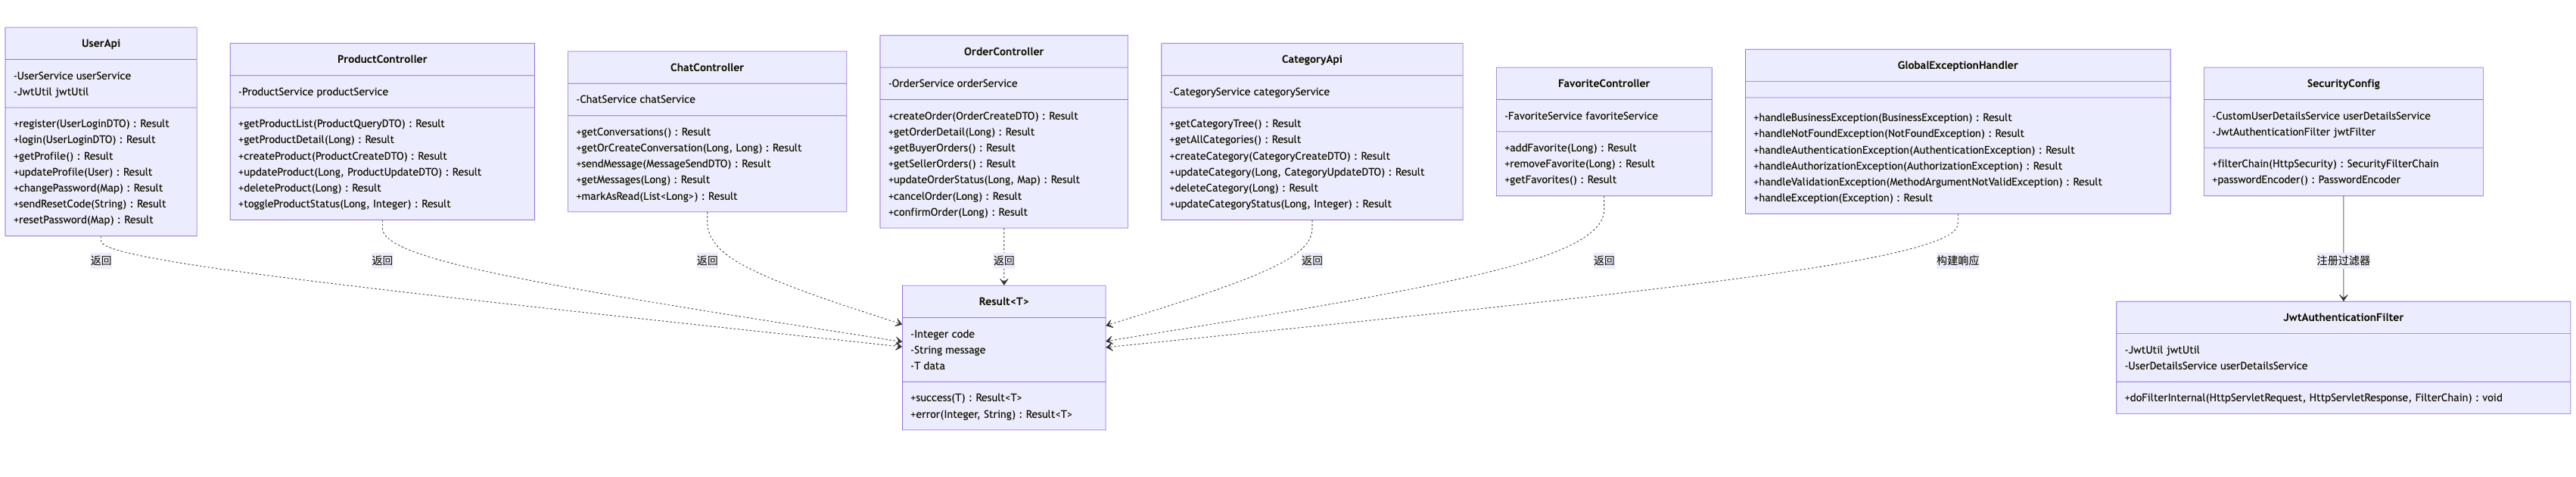 UserApi
-UserService userService
-JwtUtil jwtUtil
+register(UserLoginDTO) : Result
+login(UserLoginDTO) : Result
+getProfile() : Result
+updateProfile(User) : Result
+changePassword(Map) : Result
+sendResetCode(String) : Result
+resetPassword(Map) : Result
ProductController
-ProductService productService
+getProductList(ProductQueryDTO) : Result
+getProductDetail(Long) : Result
+createProduct(ProductCreateDTO) : Result
+updateProduct(Long, ProductUpdateDTO) : Result
+deleteProduct(Long) : Result
+toggleProductStatus(Long, Integer) : Result
ChatController
-ChatService chatService
+getConversations() : Result
+getOrCreateConversation(Long, Long) : Result
+sendMessage(MessageSendDTO) : Result
+getMessages(Long) : Result
+markAsRead(List<Long>) : Result
OrderController
-OrderService orderService
+createOrder(OrderCreateDTO) : Result
+getOrderDetail(Long) : Result
+getBuyerOrders() : Result
+getSellerOrders() : Result
+updateOrderStatus(Long, Map) : Result
+cancelOrder(Long) : Result
+confirmOrder(Long) : Result
CategoryApi
-CategoryService categoryService
+getCategoryTree() : Result
+getAllCategories() : Result
+createCategory(CategoryCreateDTO) : Result
+updateCategory(Long, CategoryUpdateDTO) : Result
+deleteCategory(Long) : Result
+updateCategoryStatus(Long, Integer) : Result
FavoriteController
-FavoriteService favoriteService
+addFavorite(Long) : Result
+removeFavorite(Long) : Result
+getFavorites() : Result
GlobalExceptionHandler
+handleBusinessException(BusinessException) : Result
+handleNotFoundException(NotFoundException) : Result
+handleAuthenticationException(AuthenticationException) : Result
+handleAuthorizationException(AuthorizationException) : Result
+handleValidationException(MethodArgumentNotValidException) : Result
+handleException(Exception) : Result
SecurityConfig
-CustomUserDetailsService userDetailsService
-JwtAuthenticationFilter jwtFilter
+filterChain(HttpSecurity) : SecurityFilterChain
+passwordEncoder() : PasswordEncoder
返回
返回
返回
返回
返回
返回
构建响应
注册过滤器
Result<T>
-Integer code
-String message
-T data
+success(T) : Result<T>
+error(Integer, String) : Result<T>
JwtAuthenticationFilter
-JwtUtil jwtUtil
-UserDetailsService userDetailsService
+doFilterInternal(HttpServletRequest, HttpServletResponse, FilterChain) : void